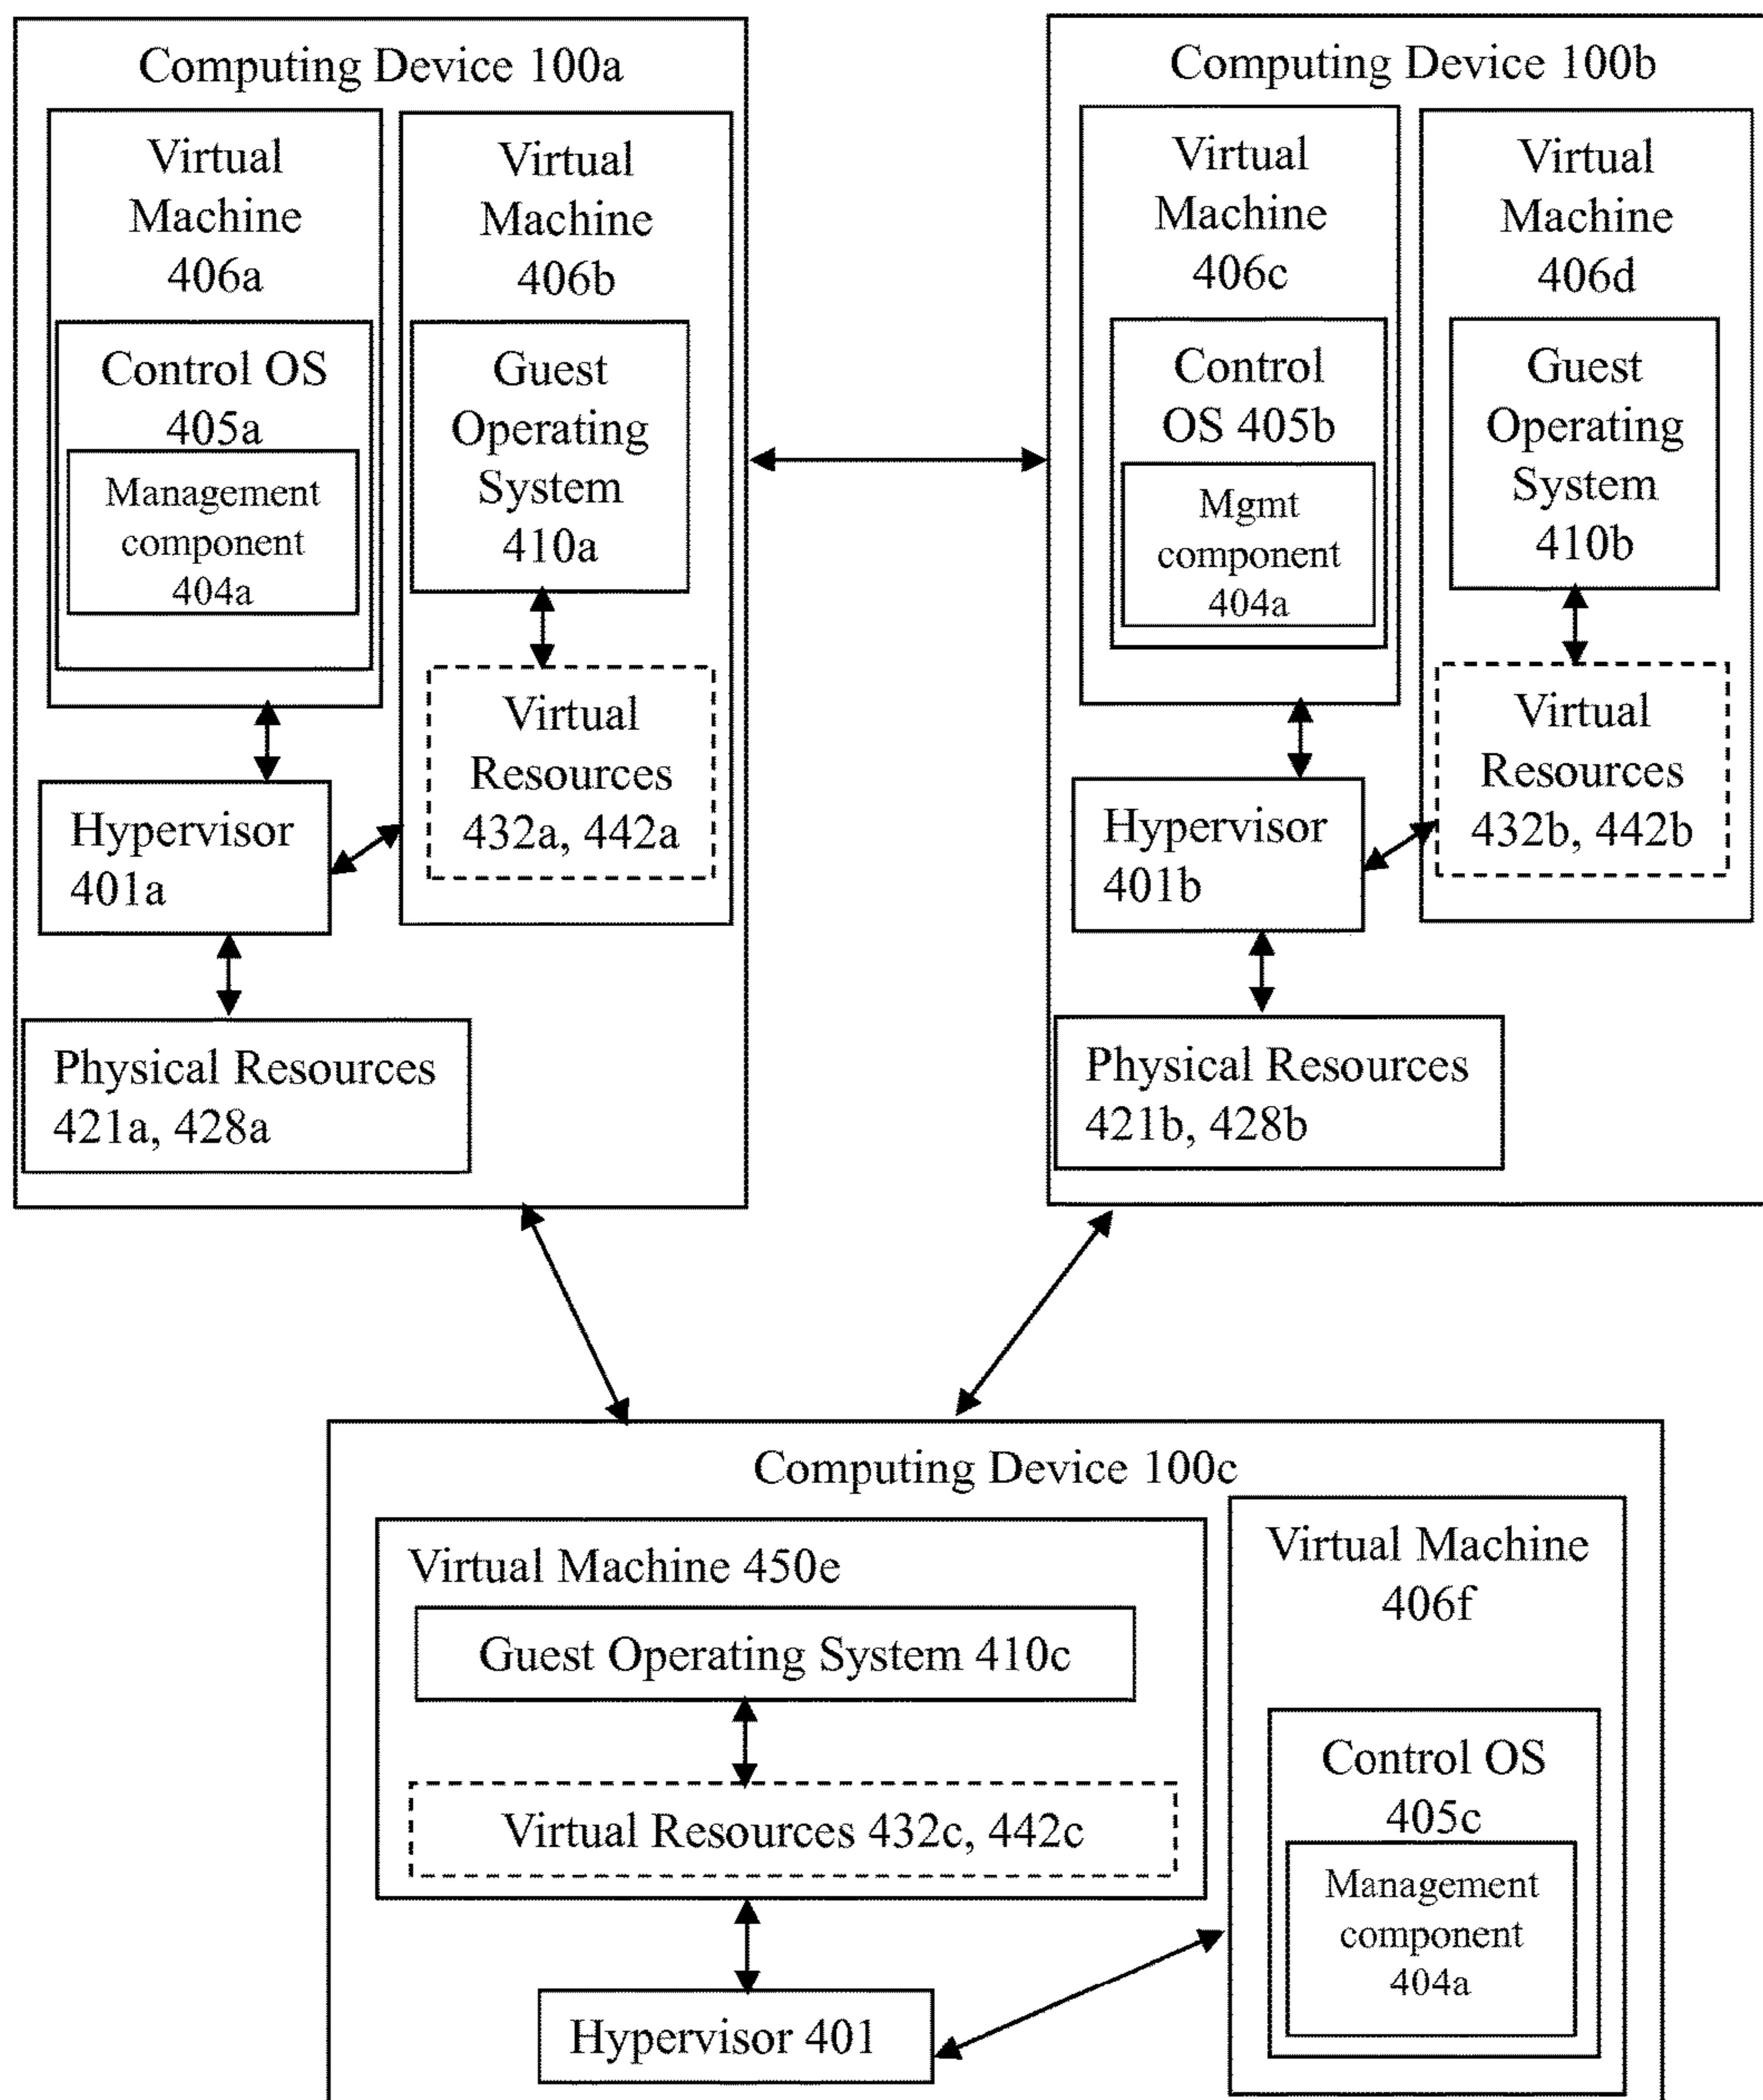 Computing Device 100a
Virtual
Machine
406a
Control OS
405a
Management
component
404a
Virtual
Machine
406b
Guest
Operating
System
410a
Virtual
Resources
432a, 442a
Hypervisor
401a
Physical Resources
421a, 428a
Computing Device 100b
Virtual
Machine
406c
Control
OS 405b
Mgmt
component
404a
Virtual
Machine
406d
Guest
Operating
System
410b
Virtual
Resources
432b, 442b
Hypervisor
401b
Physical Resources
421b, 428b
Computing Device 100c
Virtual Machine 450e
Guest Operating System 410c
Virtual Resources 432c, 442c
Hypervisor 401
Virtual Machine
406f
Control OS
405c
Management
component
404a